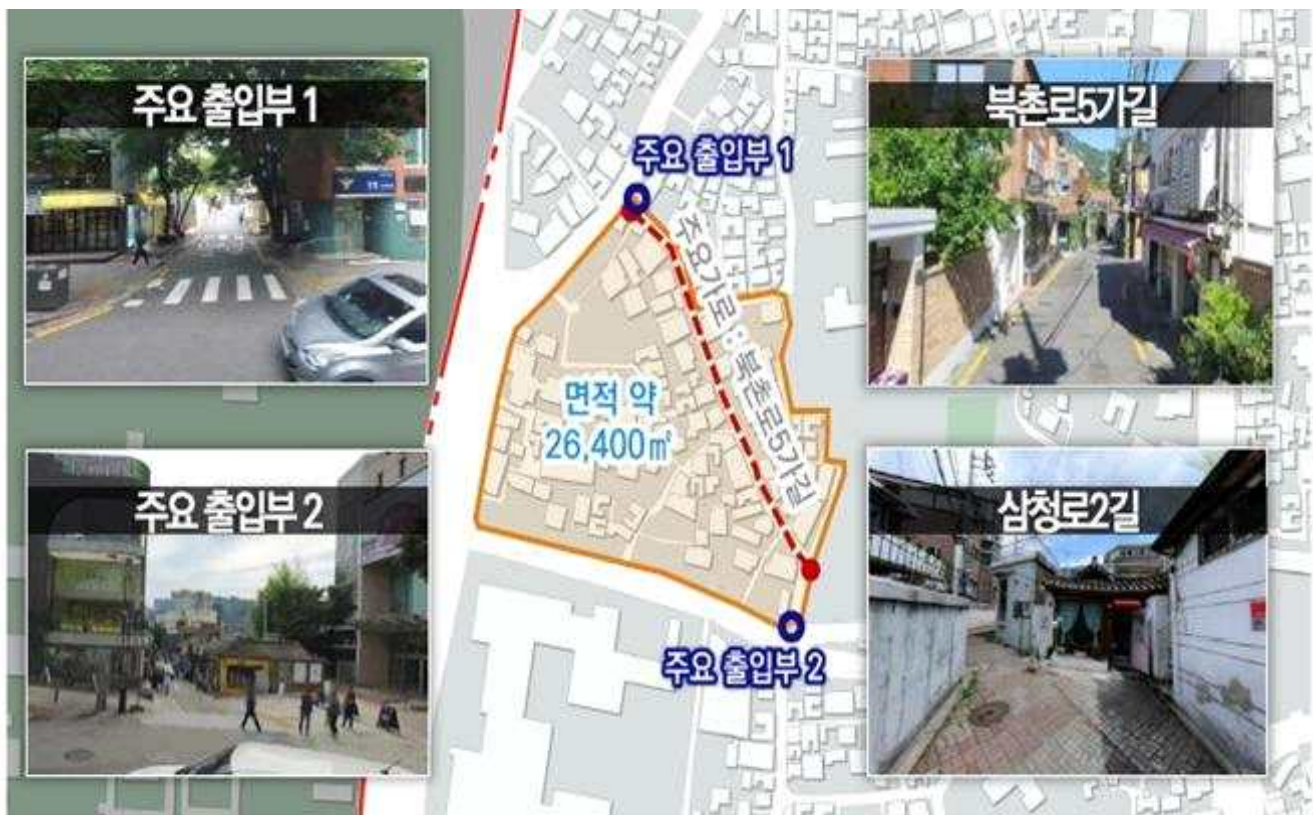 주요 출입부 1
북촌로5가길
주요 출입부 1
주요가로 : 북촌로5가길
면적 약
26,400㎡
주요 출입부 2
삼청로2길
주요 출입부 2